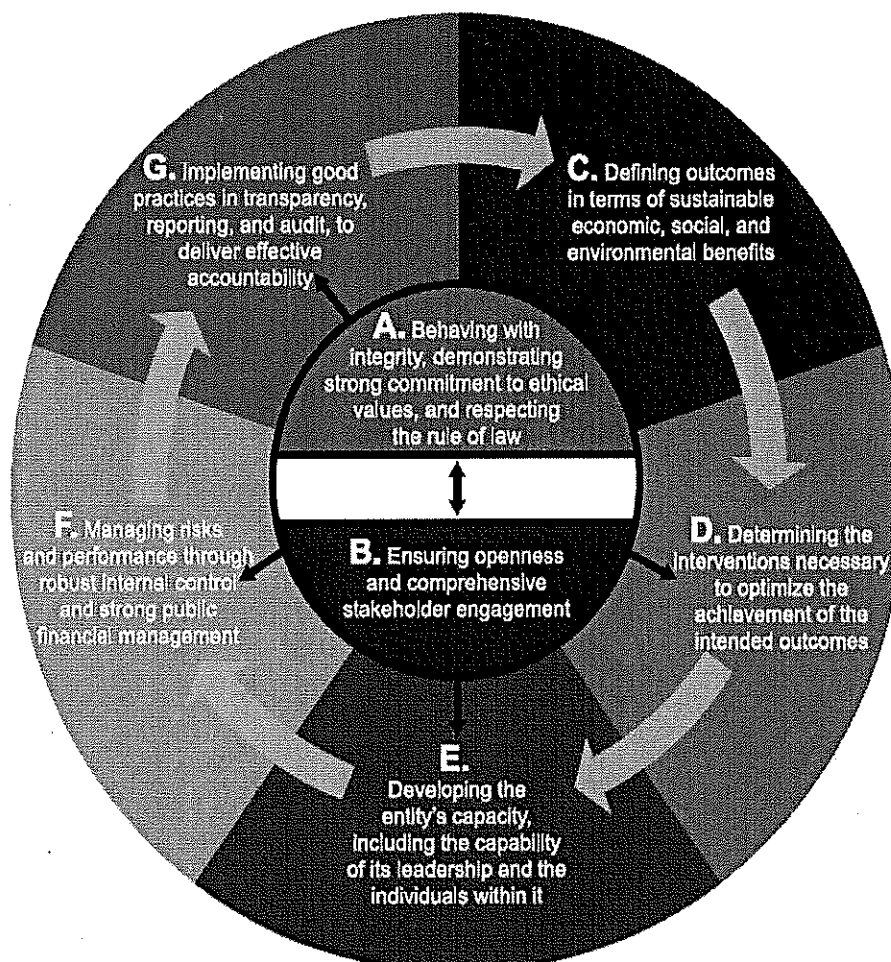 G. Implementing good
practices in transparency,
reporting, and audit, to
deliver effective
accountability
C. Defining outcomes
in terms of sustainable
economic, social, and
environmental benefits
A. Behaving with
integrity, demonstrating
strong commitment to ethical
values, and respecting
the rule of law
B. Ensuring openness
and comprehensive
stakeholder engagement
F. Managing risks
and performance through
robust internal control
and strong public
financial management
D. Determining the
interventions necessary
to optimize the
achievement of the
intended outcomes
E.
Developing the
entity's capacity,
including the capability
of its leadership and the
individuals within it